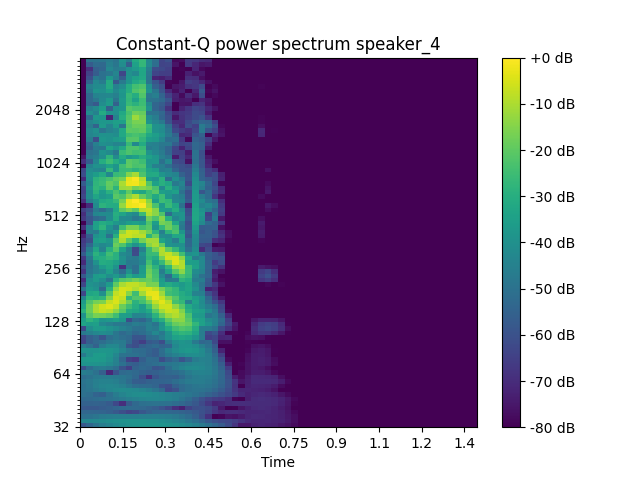 Constant-Q power spectrum speaker_4
+0 dB
-10 dB
-20 dB
-30 dB
-40 dB
-50 dB
-60 dB
-70 dB
-80 dB
2048
1024
512
256
128
64
32
Hz
0 0.15 0.3 0.45 0.6 0.75 0.9 1.1 1.2 1.4
Time